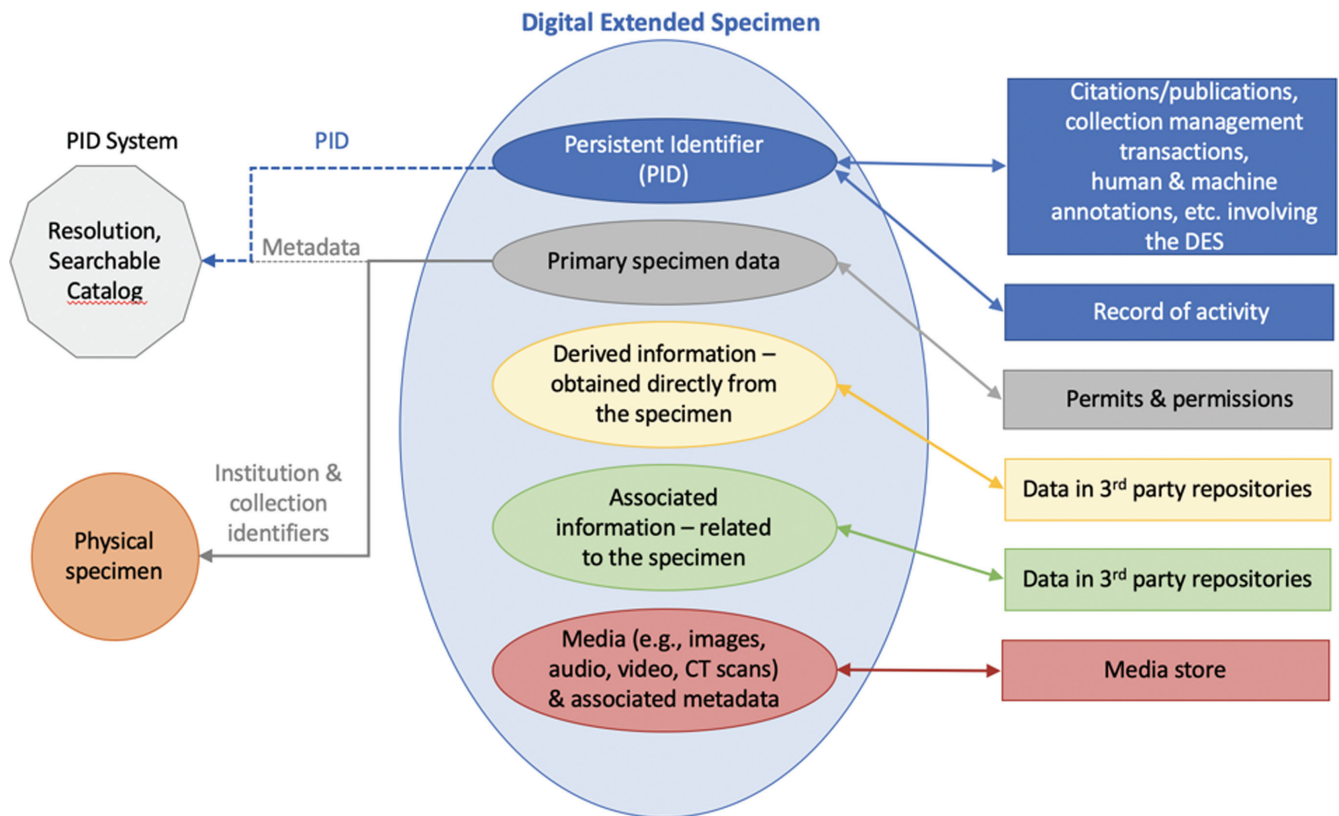 Digital Extended Specimen
PID System
Resolution,
Searchable
Catalog
PID
Metadata
Institution &
collection
identifiers
Physical
specimen
Persistent Identifier
(PID)
Primary specimen data
Derived information –
obtained directly from
the specimen
Associated
information – related
to the specimen
Media (e.g., images,
audio, video, CT scans)
& associated metadata
Citations/publications,
collection management
transactions,
human & machine
annotations, etc. involving
the DES
Record of activity
Permits & permissions
Data in 3rd party repositories
Data in 3rd party repositories
Media store